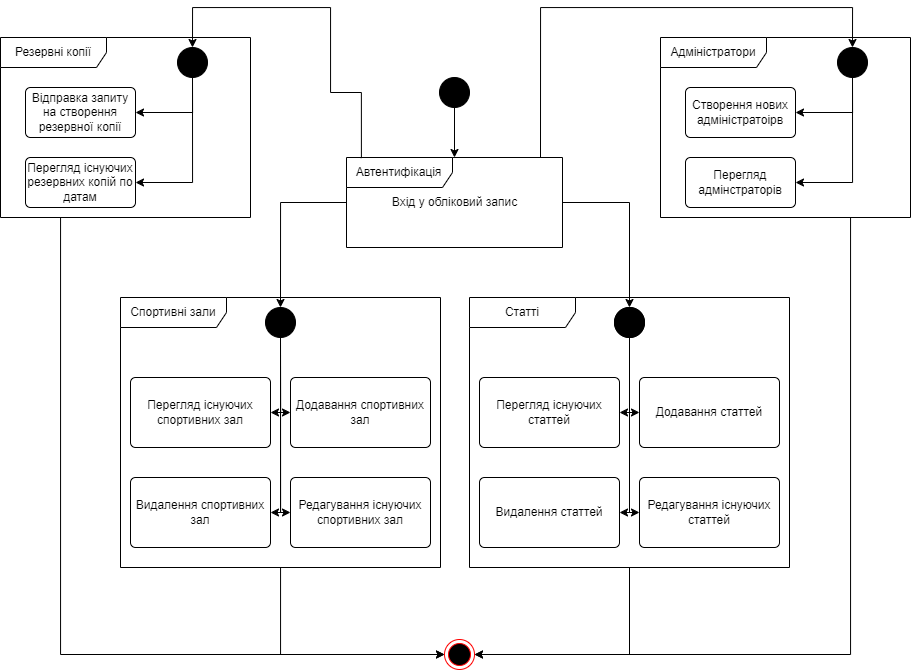 Резервні копії
Відправка запиту
на створення
резервної копії
Перегляд існуючих
резервних копій по
датам
Автентифікація
Вхід у обліковий запис
Адміністратори
Створення нових
адміністраоірв
Перегляд
адмінстраторів
Спортивні зали
Перегляд існуючих
спортивних зал
Додавання спортивних
зал
Видалення спортивних
зал
Редагування існуючих
спортивних зал
Статті
Перегляд існуючих
статтей
Додавання статтей
Видалення статтей
Редагування існуючих
статтей